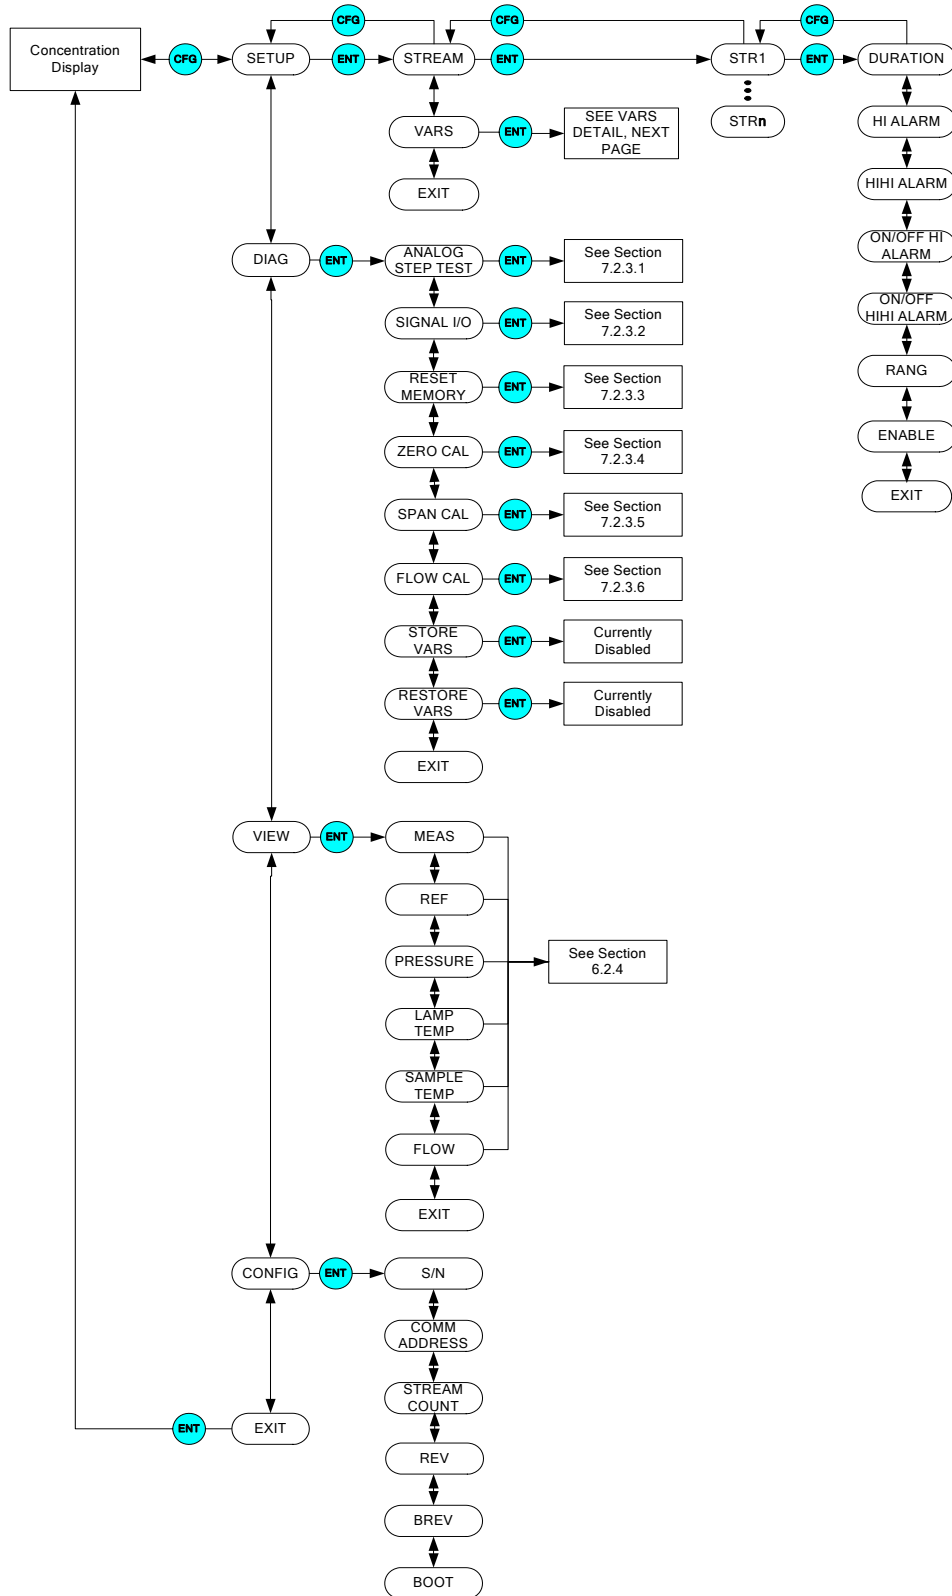 CFG
CFG
CFG
Concentration
Display
CFG
SETUP
ENT
STREAM
ENT
STR1
ENT
DURATION
STRn
HI ALARM
VARS
ENT
SEE VARS
DETAIL, NEXT
PAGE
EXIT
HIHI ALARM
ON/OFF HI
ALARM
ON/OFF
HIHI ALARM
RANG
ENABLE
EXIT
DIAG
ENT
ANALOG
STEP TEST
ENT
See Section
7.2.3.1
SIGNAL I/O
ENT
See Section
7.2.3.2
RESET
MEMORY
ENT
See Section
7.2.3.3
ZERO CAL
ENT
See Section
7.2.3.4
SPAN CAL
ENT
See Section
7.2.3.5
FLOW CAL
ENT
See Section
7.2.3.6
STORE
VARS
ENT
Currently
Disabled
RESTORE
VARS
ENT
Currently
Disabled
EXIT
VIEW
ENT
MEAS
REF
PRESSURE
See Section
6.2.4
LAMP
TEMP
SAMPLE
TEMP
FLOW
EXIT
CONFIG
ENT
S/N
COMM
ADDRESS
STREAM
COUNT
ENT
EXIT
REV
BREV
BOOT